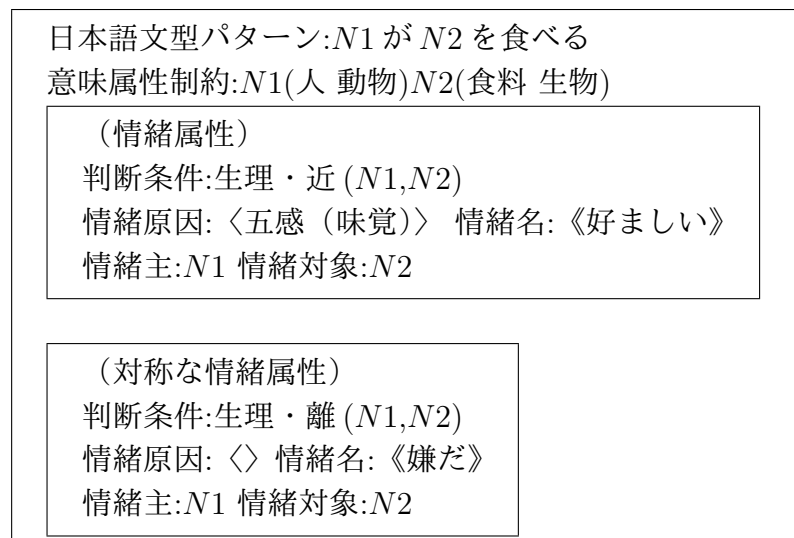 日本語文型パターン:N1がN2を食べる
意味属性制約:N1(人 動物)N2(食料 生物)
（情緒属性）
判断条件:生理・近(N1,N2)
情緒原因:〈五感（味覚）〉 情緒名:《好ましい》
情緒主:N1 情緒対象:N2
（対称な情緒属性）
判断条件:生理・離(N1,N2)
情緒原因:〈〉情緒名:《嫌だ》
情緒主:N1 情緒対象:N2